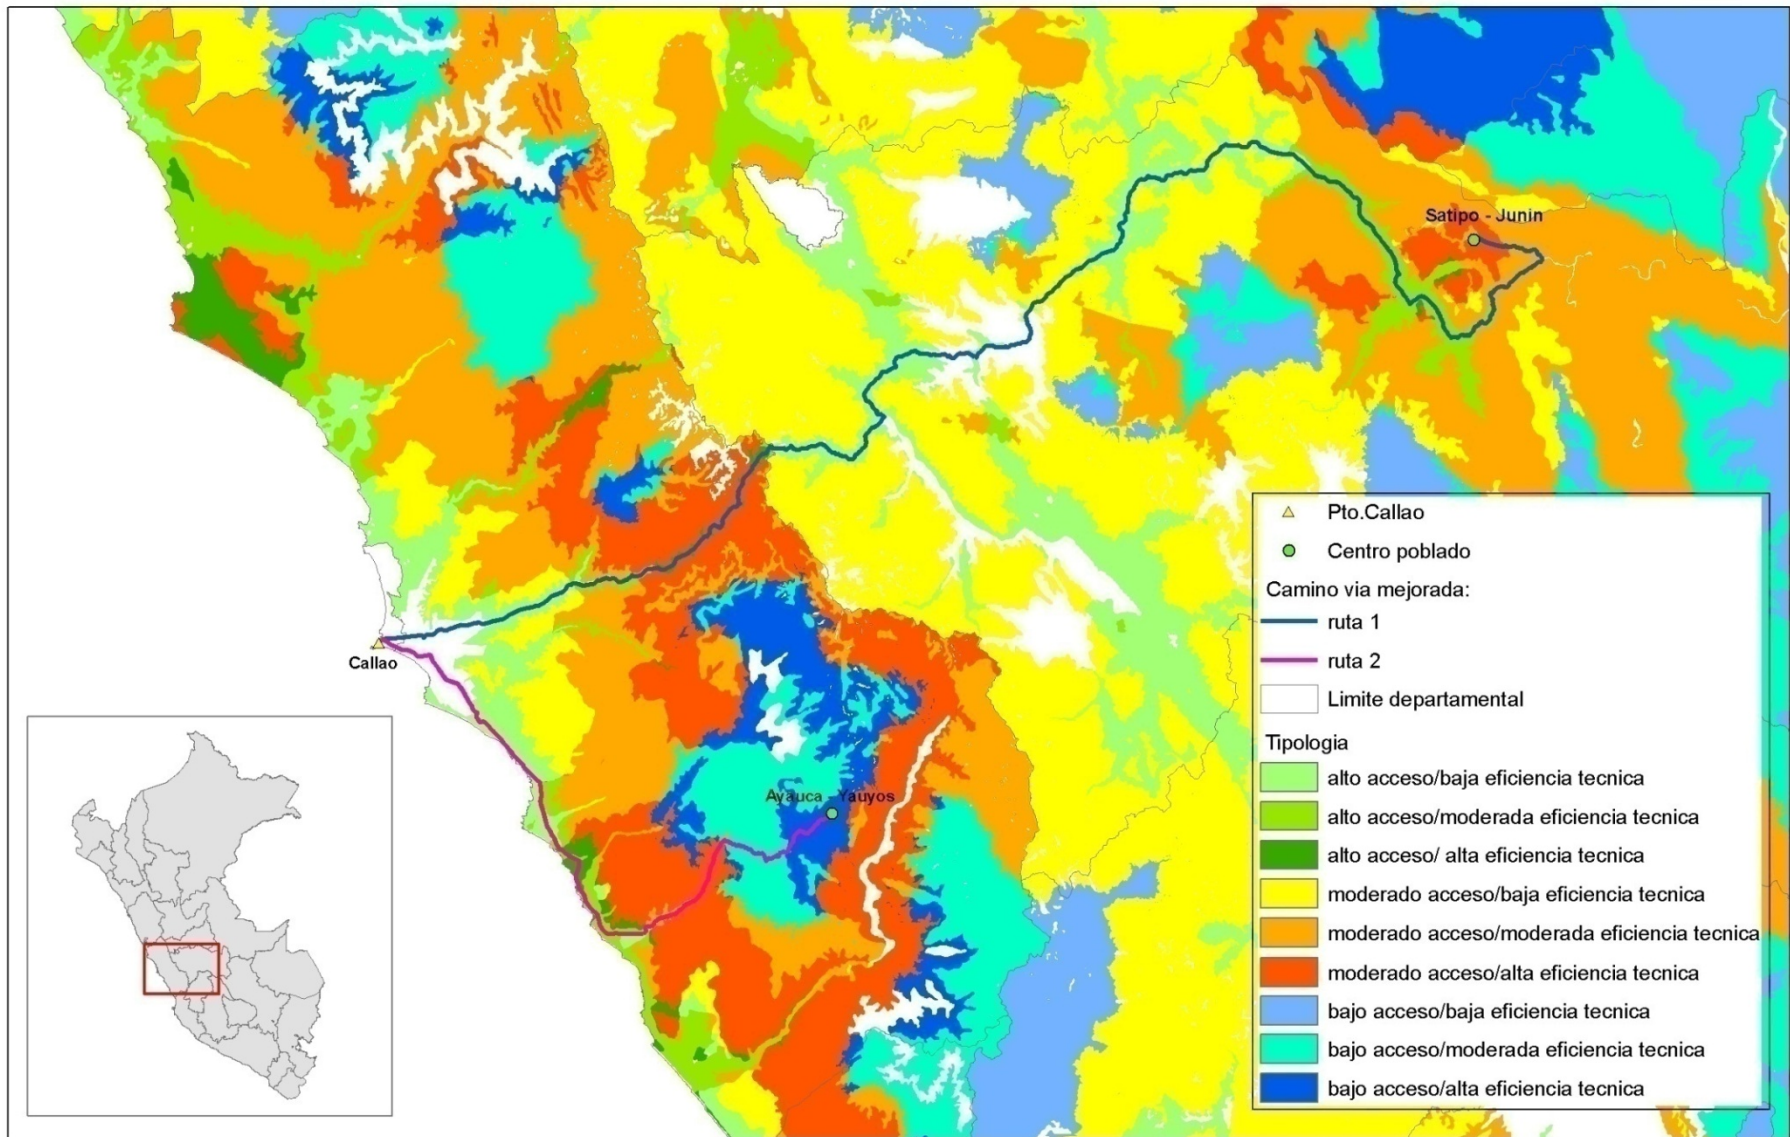 Satipo - Junin
Callao
Ayauca - Yauyos
Pto.Callao
Centro poblado
Camino via mejorada:
ruta 1
ruta 2
Limite departamental
Tipologia
alto acceso/baja eficiencia tecnica
alto acceso/moderada eficiencia tecnica
alto acceso/ alta eficiencia tecnica
moderado acceso/baja eficiencia tecnica
moderado acceso/moderada eficiencia tecnica
moderado acceso/alta eficiencia tecnica
bajo acceso/baja eficiencia tecnica
bajo acceso/moderada eficiencia tecnica
bajo acceso/alta eficiencia tecnica